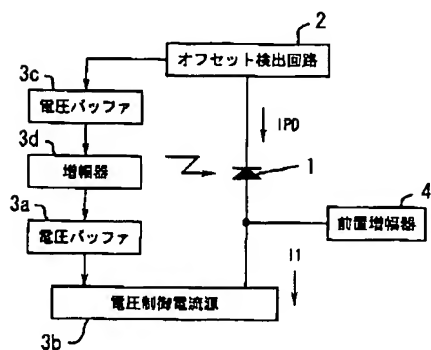 2
オフセット検出回路
3c
電圧バッファ
IPD
3d
増幅器
1
4
3a
電圧バッファ
前置増幅器
I1
電圧制御電流源
3b